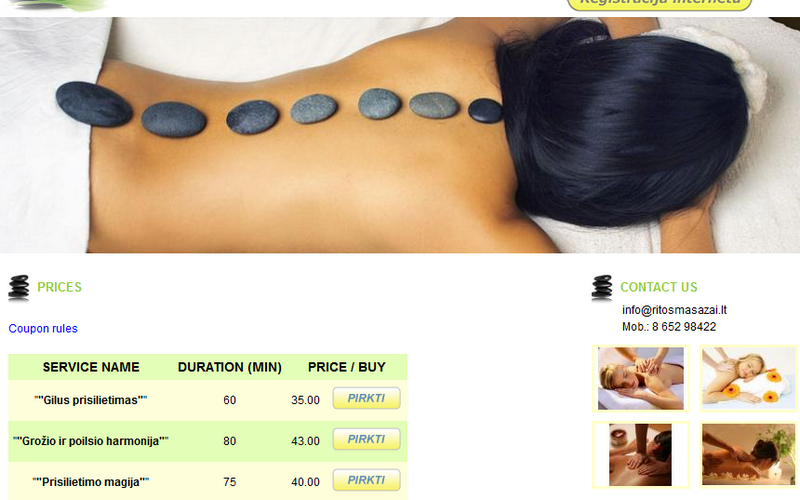 Registracija internetu
PRICES
Coupon rules
SERVICE NAME DURATION (MIN) PRICE / BUY
""Gilus prisilietimas"" 60 35.00 PIRKTI
""Grožio ir poilsio harmonija"" 80 43.00 PIRKTI
""Prisilietimo magija"" 75 40.00 PIRKTI
CONTACT US
info@ritosmasazai.lt
Mob.: 8 652 98422